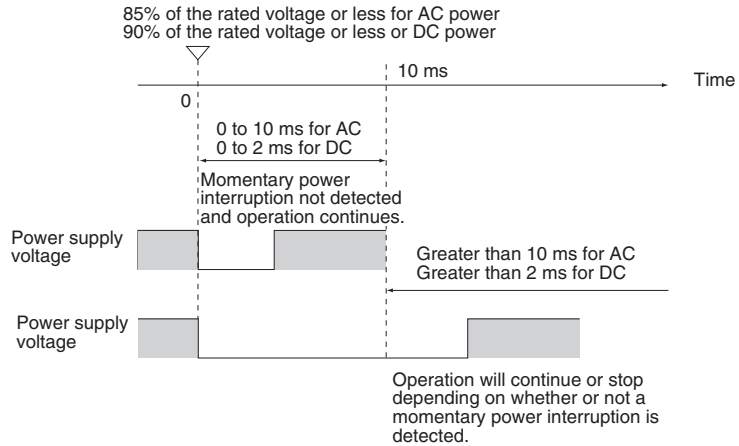 85% of the rated voltage or less for AC power
90% of the rated voltage or less or DC power
10 ms
Time
0
0 to 10 ms for AC
0 to 2 ms for DC
Momentary power
interruption not detected
and operation continues.
Power supply
voltage
Greater than 10 ms for AC
Greater than 2 ms for DC
Power supply
voltage
Operation will continue or stop
depending on whether or not a
momentary power interruption is
detected.